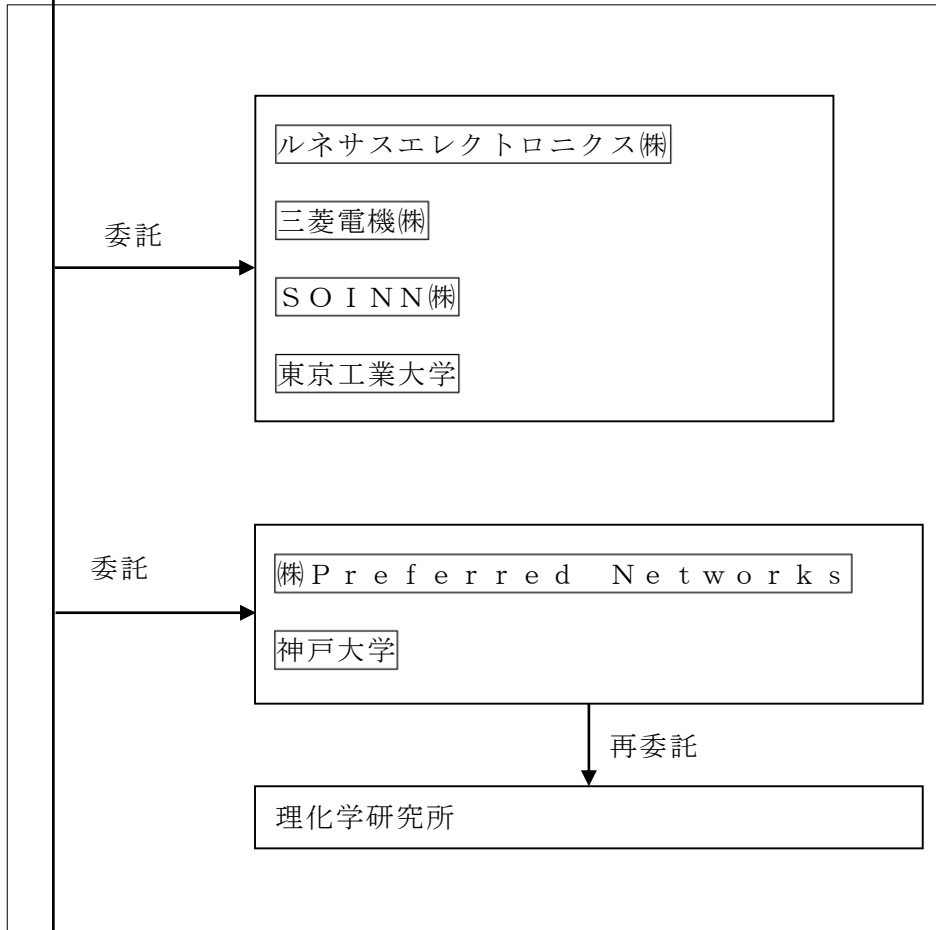 ルネサスエレクトロニクス㈱
三菱電機㈱
委託
ＳＯＩＮＮ㈱
東京工業大学
委託
㈱Ｐｒｅｆｅｒｒｅｄ　Ｎｅｔｗｏｒｋｓ
神戸大学
再委託
理化学研究所